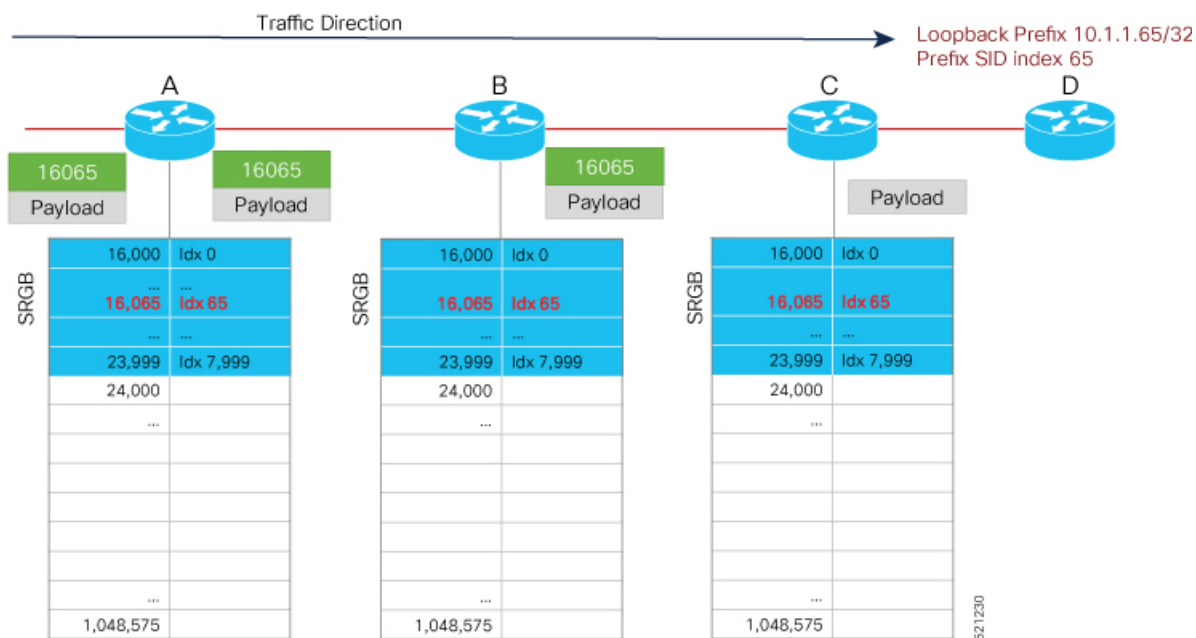 Traffic Direction
Loopback Prefix 10.1.1.65/32
Prefix SID index 65
A
B
C
D
16065
Payload
16065
Payload
16065
Payload
Payload
SRGB
16,000 Idx 0
... ...
16,065 Idx 65
... ...
23,999 Idx 7,999
24,000
...
...
1,048,575
SRGB
16,000 Idx 0
16,065 Idx 65
... ...
23,999 Idx 7,999
24,000
...
...
1,048,575
SRGB
16,000 Idx 0
16,065 Idx 65
... ...
23,999 Idx 7,999
24,000
...
...
1,048,575
521230